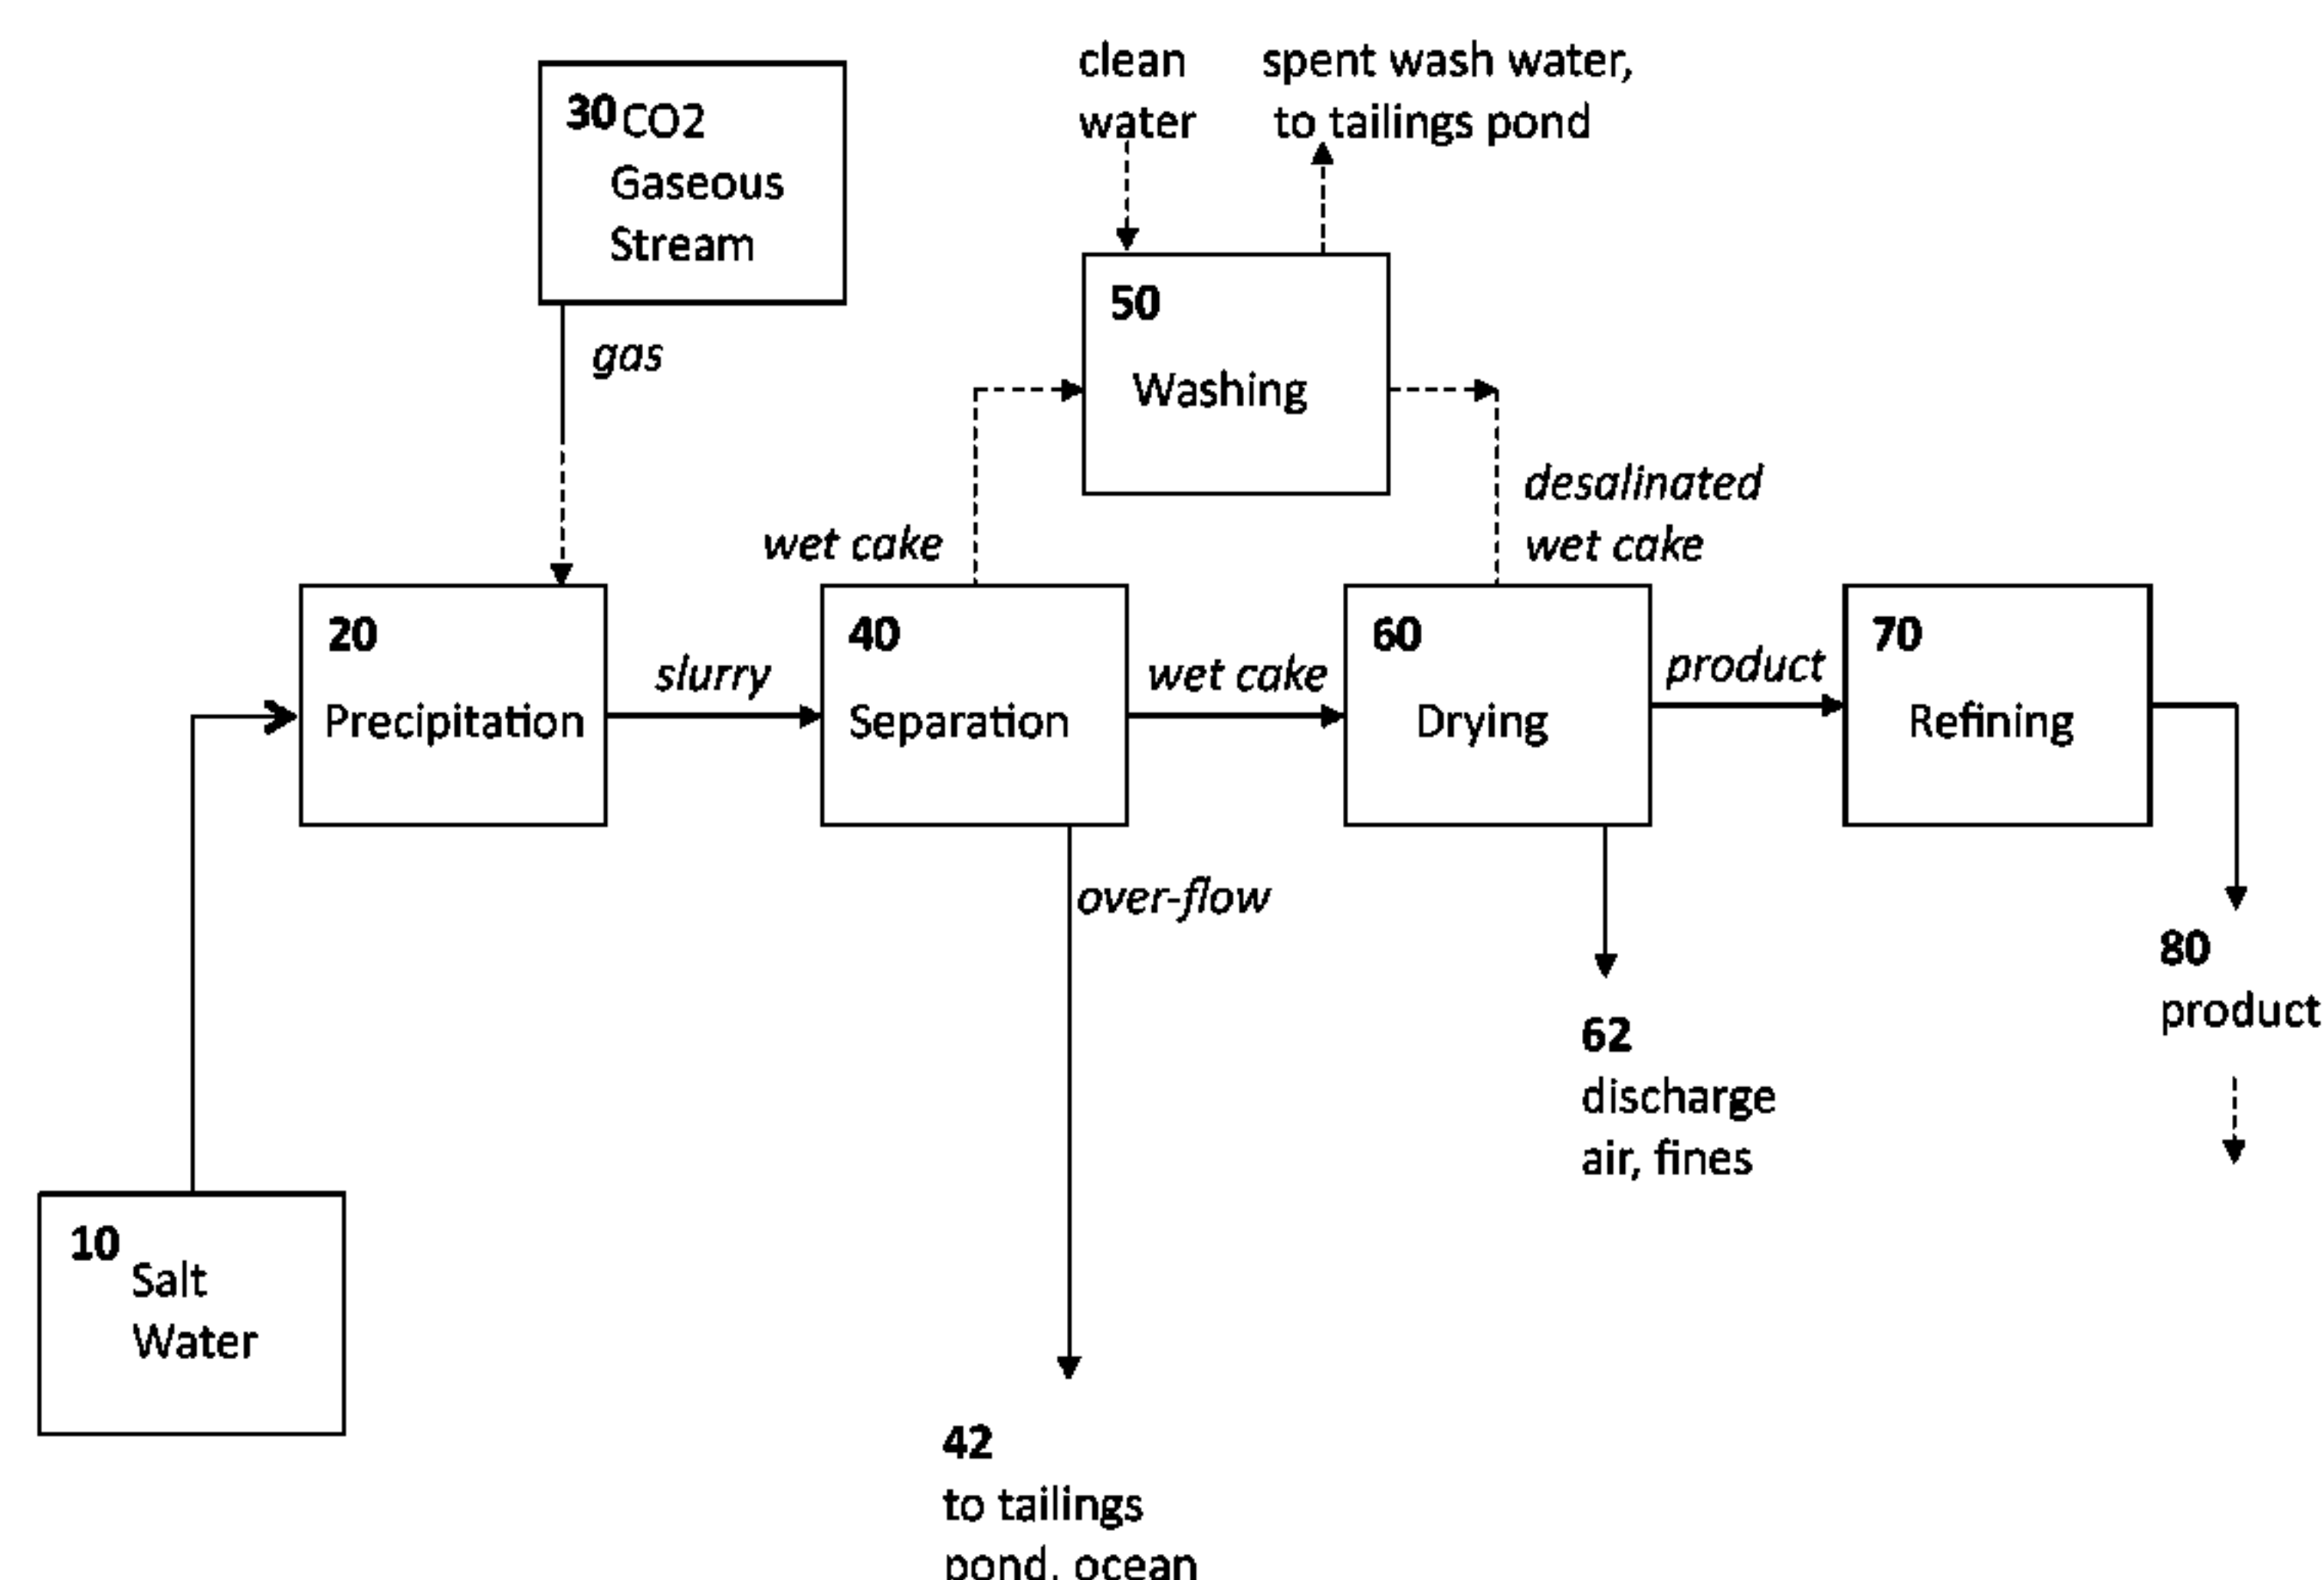 30 CO2
Gaseous
Stream
gas
clean
water
spent wash water,
to tailings pond
50
Washing
wet cake
desalinated
wet cake
20
Precipitation
slurry
40
Separation
wet cake
60
Drying
product
70
Refining
over-flow
80
product
62
discharge
air, fines
10
Salt
Water
42
to tailings
pond, ocean